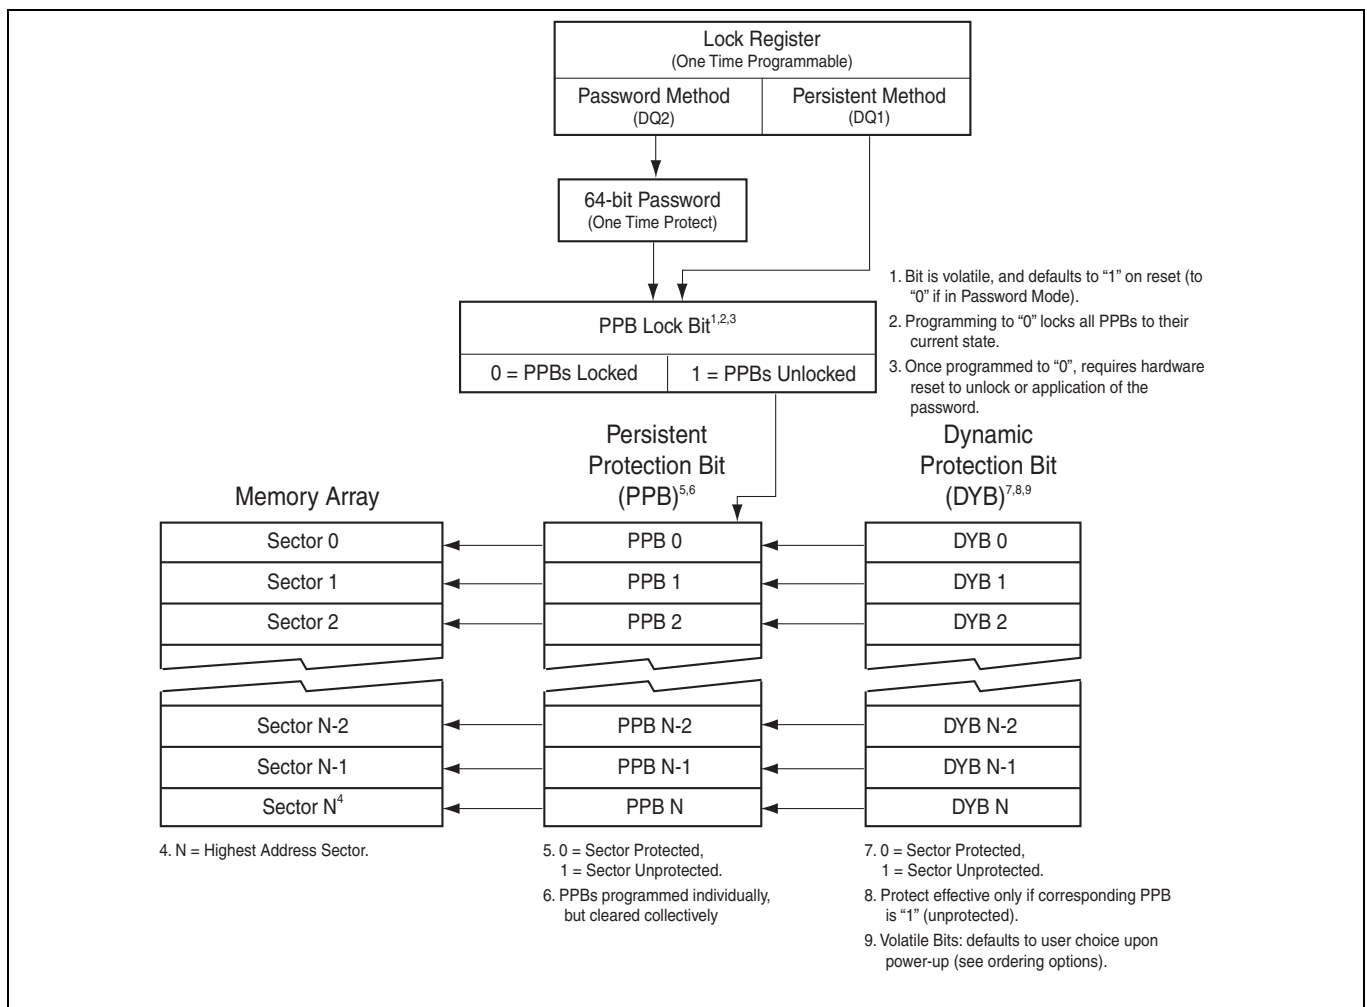 Lock Register
(One Time Programmable)
Password Method
(DQ2)
Persistent Method
(DQ1)
64-bit Password
(One Time Protect)
PPB Lock Bit1,2,3
0 = PPBs Locked
1 = PPBs Unlocked
1. Bit is volatile, and defaults to “1” on reset (to
“0” if in Password Mode).
2. Programming to “0” locks all PPBs to their
current state.
3. Once programmed to “0”, requires hardware
reset to unlock or application of the
password.
Memory Array
Persistent
Protection Bit
(PPB)5,6
Dynamic
Protection Bit
(DYB)7,8,9
Sector 0
PPB 0
DYB 0
Sector 1
PPB 1
DYB 1
Sector 2
PPB 2
DYB 2
Sector N-2
PPB N-2
DYB N-2
Sector N-1
PPB N-1
DYB N-1
Sector N4
PPB N
DYB N
4. N = Highest Address Sector.
5. 0 = Sector Protected,
1 = Sector Unprotected.
6. PPBs programmed individually,
but cleared collectively
7. 0 = Sector Protected,
1 = Sector Unprotected.
8. Protect effective only if corresponding PPB
is “1” (unprotected).
9. Volatile Bits: defaults to user choice upon
power-up (see ordering options).